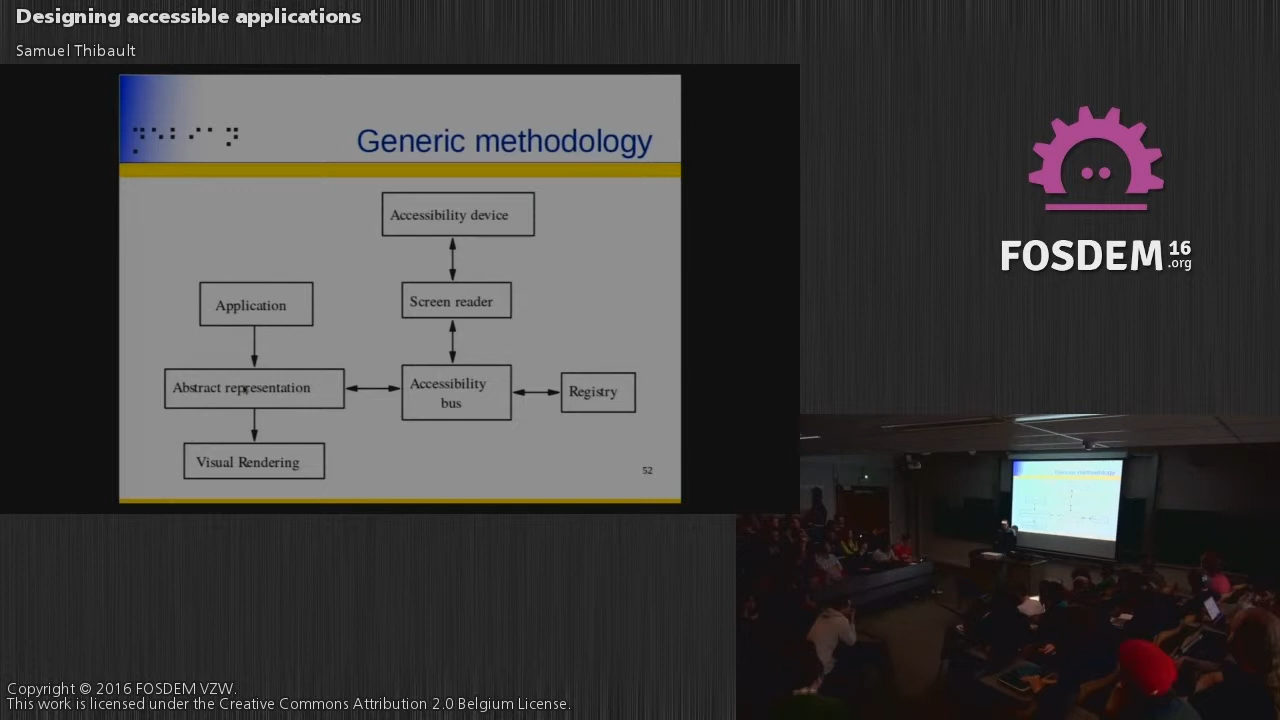 Designing accessible applications
Samuel Thibault
Generic methodology
Accessibility device
Application
Screen reader
Abstract representation
Accessibility
bus
Registry
Visual Rendering
52
FOSDEM 16
.org
Generic methodology
Copyright © 2016 FOSDEM VZW.
This work is licensed under the Creative Commons Attribution 2.0 Belgium License.